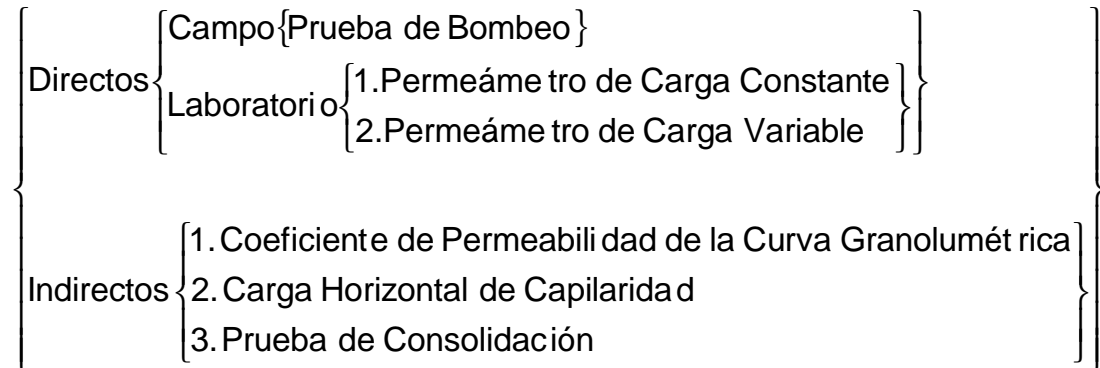 Directos
Campo{Prueba de Bombeo}
Laboratorio
1.Permeámetro de Carga Constante
2.Permeámetro de Carga Variable
Indirectos
1. Coeficiente de Permeabilidad de la Curva Granolumétrica
2. Carga Horizontal de Capilaridad
3. Prueba de Consolidación